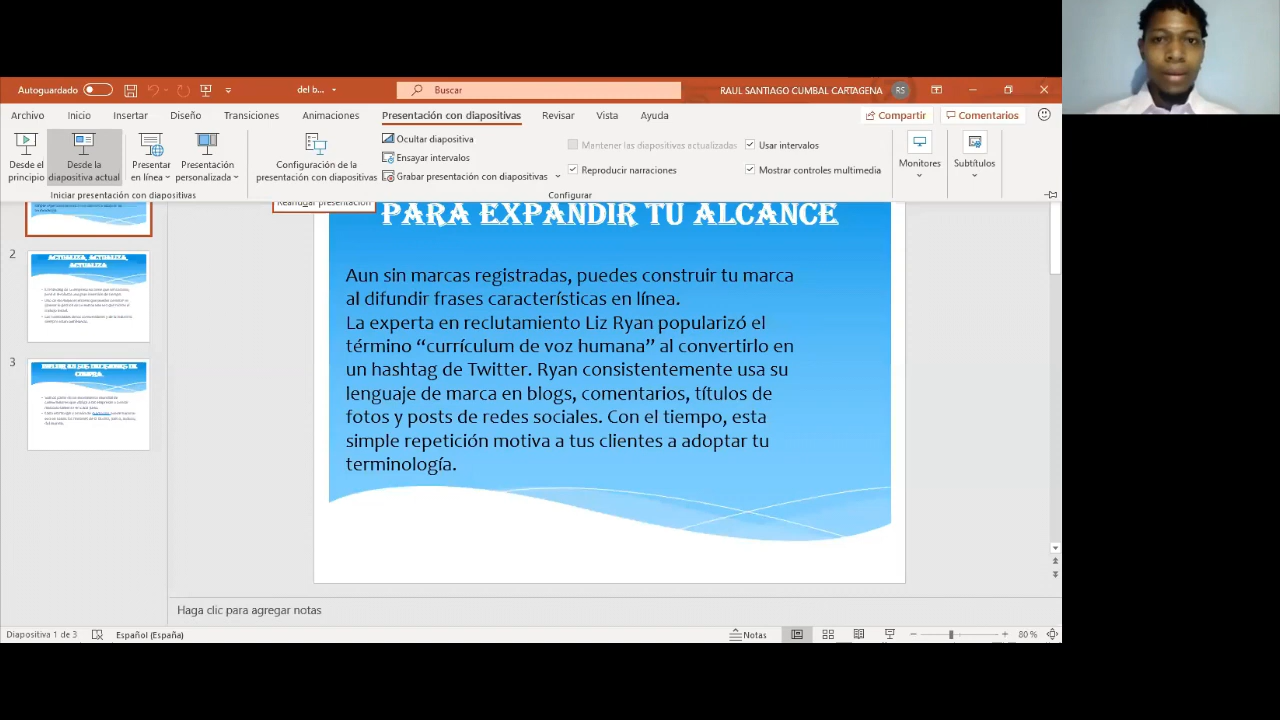 Autoguardado
del b...
Buscar
RAUL SANTIAGO CUMBAL CARTAGENA
RS
Archivo
Inicio
Insertar
Diseño
Transiciones
Animaciones
Presentación con diapositivas
Revisar
Vista
Ayuda
Compartir
Comentarios
Desde el principio
Desde la diapositiva actual
Presentar en línea
Presentación personalizada
Iniciar presentación con diapositivas
Configuración de la presentación con diapositivas
Ocultar diapositiva
Ensayar intervalos
Grabar presentación con diapositivas
Mantener las diapositivas actualizadas
Reproducir narraciones
Usar intervalos
Mostrar controles multimedia
Configurar
Monitores
Subtítulos
Reanudar presentación
2
ACTUALIZA, ACTUALIZA,
ACTUALIZA
3
PARA EXPANDIR TU ALCANCE
Aun sin marcas registradas, puedes construir tu marca
al difundir frases características en línea.
La experta en reclutamiento Liz Ryan popularizó el
término “currículum de voz humana” al convertirlo en
un hashtag de Twitter. Ryan consistentemente usa su
lenguaje de marca en blogs, comentarios, títulos de
fotos y posts de redes sociales. Con el tiempo, esta
simple repetición motiva a tus clientes a adoptar tu
terminología.
Haga clic para agregar notas
Diapositiva 1 de 3
Español (España)
Notas
80 %